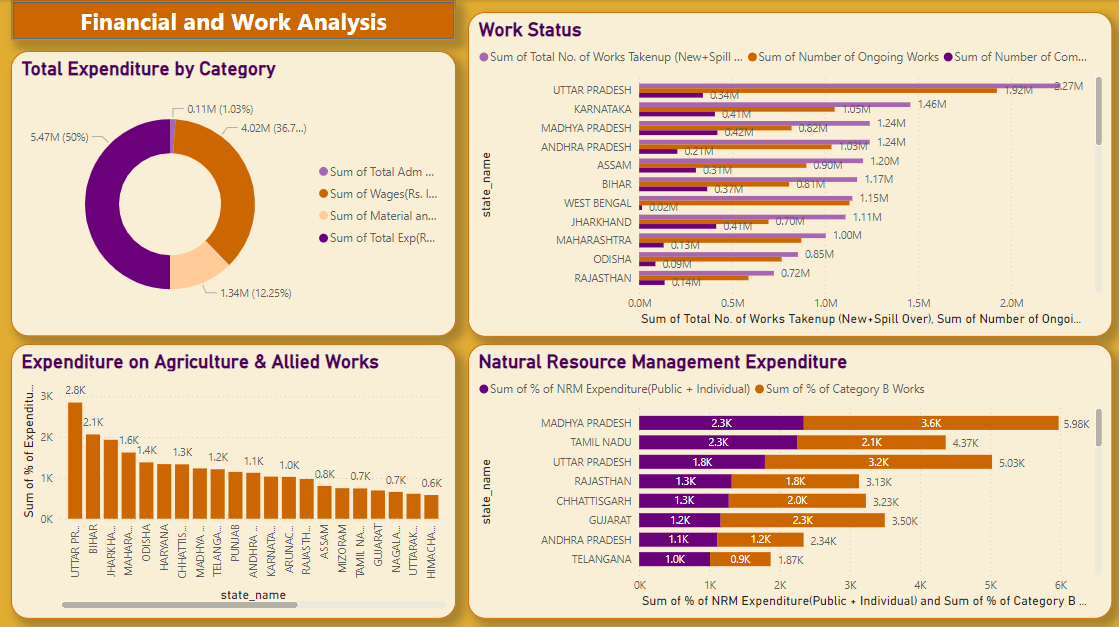 Financial and Work Analysis
Total Expenditure by Category
0.11M (1.03%)
4.02M (36.7...)
5.47M (50%)
1.34M (12.25%)
Sum of Total Adm ...
Sum of Wages(Rs. I...
Sum of Material an...
Sum of Total Exp(R...
Work Status
Sum of Total No. of Works Takeup (New+Spill ... Sum of Number of Ongoing Works Sum of Number of Com...
state_name
UTTAR PRADESH 2.27M 1.92M 0.34M
KARNATAKA 1.46M 1.05M 0.41M
MADHYA PRADESH 1.24M 0.82M 0.42M
ANDHRA PRADESH 1.24M 1.03M 0.21M
ASSAM 1.20M 0.90M 0.31M
BIHAR 1.17M 0.81M 0.37M
WEST BENGAL 1.15M 0.02M
JHARKHAND 1.11M 0.70M 0.41M
MAHARASHTRA 1.00M 0.13M
ODISHA 0.85M 0.09M
RAJASTHAN 0.72M 0.14M
0.0M 0.5M 1.0M 1.5M 2.0M
Sum of Total No. of Works Takeup (New+Spill Over), Sum of Number of Ongoi...
Expenditure on Agriculture & Allied Works
Sum of % of Expenditu...
3K
2K
1K
0K
2.8K
2.1K
1.6K
1.4K
1.3K
1.2K
1.1K
1.0K
0.8K
0.7K
0.7K
0.6K
UTTAR PR...
BIHAR
JHARKHA...
MAHARA...
ODISHA
HARYANA
CHHATTIS...
MADHYA ...
TELANGA...
PUNJAB
ANDHRA ...
KARNATA...
ARUNAC...
RAJASTH...
ASSAM
MIZORAM
TAMIL NA...
GUJARAT
NAGALA...
UTTARAK...
HIMACHA...
state_name
Natural Resource Management Expenditure
Sum of % of NRM Expenditure(Public + Individual) Sum of % of Category B Works
state_name
MADHYA PRADESH 2.3K 3.6K 5.98K
TAMIL NADU 2.3K 2.1K 4.37K
UTTAR PRADESH 1.8K 3.2K 5.03K
RAJASTHAN 1.3K 1.8K 3.13K
CHHATTISGARH 1.3K 2.0K 3.23K
GUJARAT 1.2K 2.3K 3.50K
ANDHRA PRADESH 1.1K 1.2K 2.34K
TELANGANA 1.0K 0.9K 1.87K
0K 1K 2K 3K 4K 5K 6K
Sum of % of NRM Expenditure(Public + Individual) and Sum of % of Category B ...